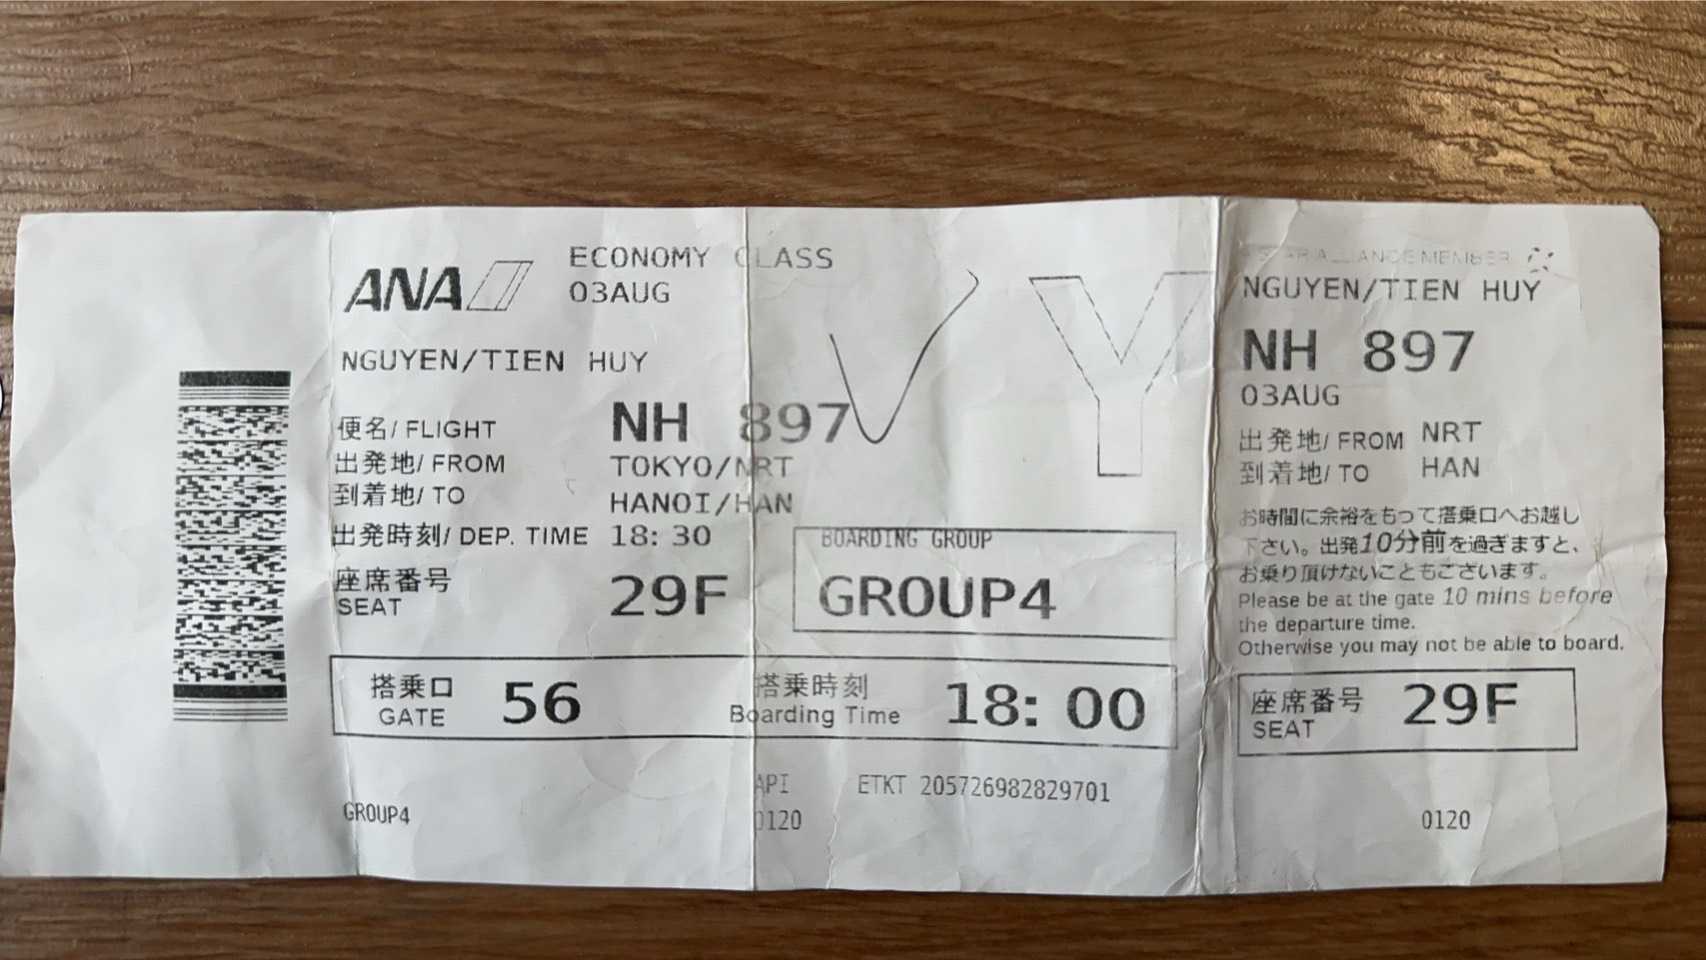 ANA
ECONOMY CLASS
03AUG
NGUYEN/TIEN HUY
便名/ FLIGHT NH 897
出発地/ FROM TOKYO/NRT
到着地/ TO HANOI/HAN
出発時刻/ DEP. TIME 18:30
座席番号
SEAT 29F
Y
BOARDING GROUP
GROUP4
搭乗口
GATE 56
搭乗時刻
Boarding Time 18:00
API ETKT 205726982829701
GROUP4
0120
A STAR ALLIANCE MEMBER
NGUYEN/TIEN HUY
NH 897
03AUG
出発地/ FROM NRT
到着地/ TO HAN
お時間に余裕をもって搭乗口へお越し
下さい。出発10分前を過ぎますと、
お乗り頂けないこともございます。
Please be at the gate 10 mins before
the departure time.
Otherwise you may not be able to board.
座席番号
SEAT 29F
0120